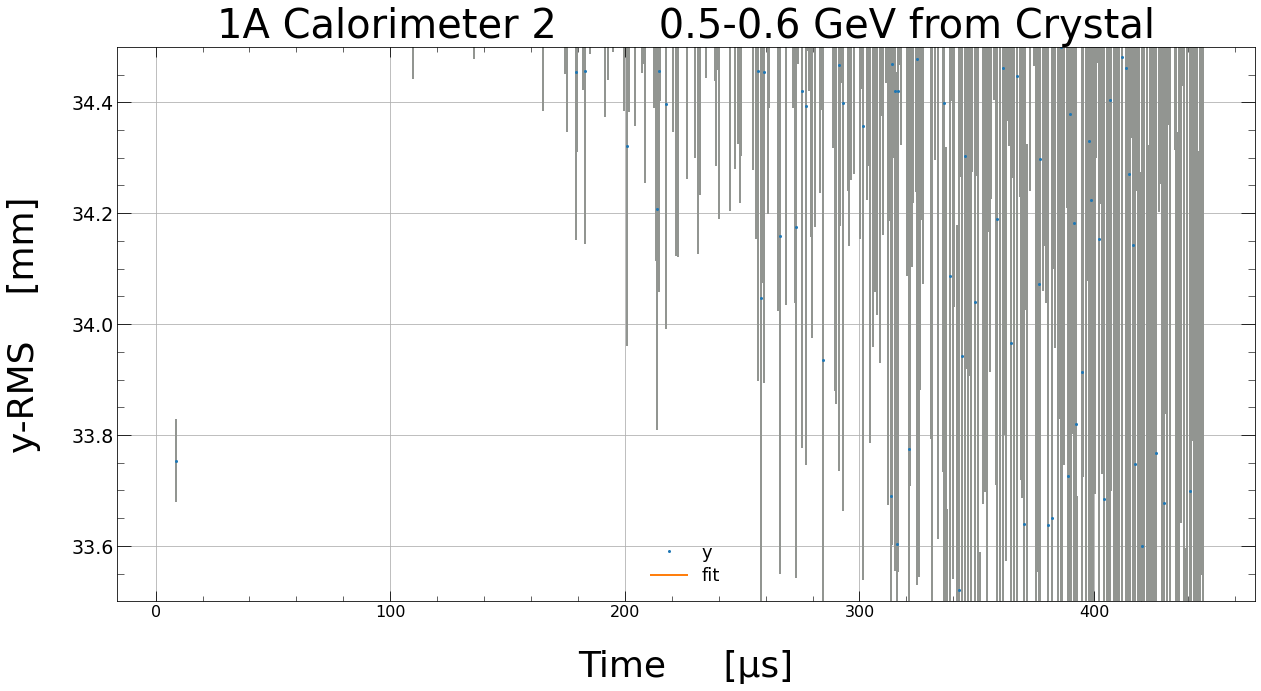 1A Calorimeter 2 0.5-0.6 GeV from Crystal
y-RMS [mm]
34.4
34.2
34.0
33.8
33.6
y
fit
0 100 200 300 400
Time [µs]